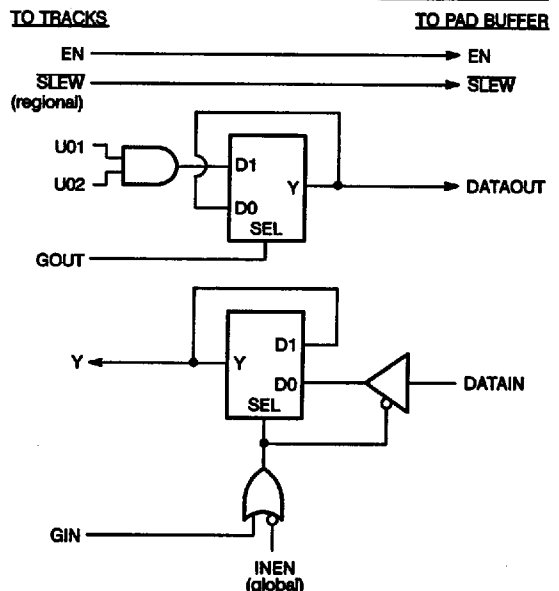 TO TRACKS TO PAD BUFFER
EN EN
SLEW SLEW
(regional)
U01
U02
D1
Y
DATAOUT
D0
SEL
GOUT
Y
Y
D1
D0
DATAIN
SEL
GIN
INEN
(global)